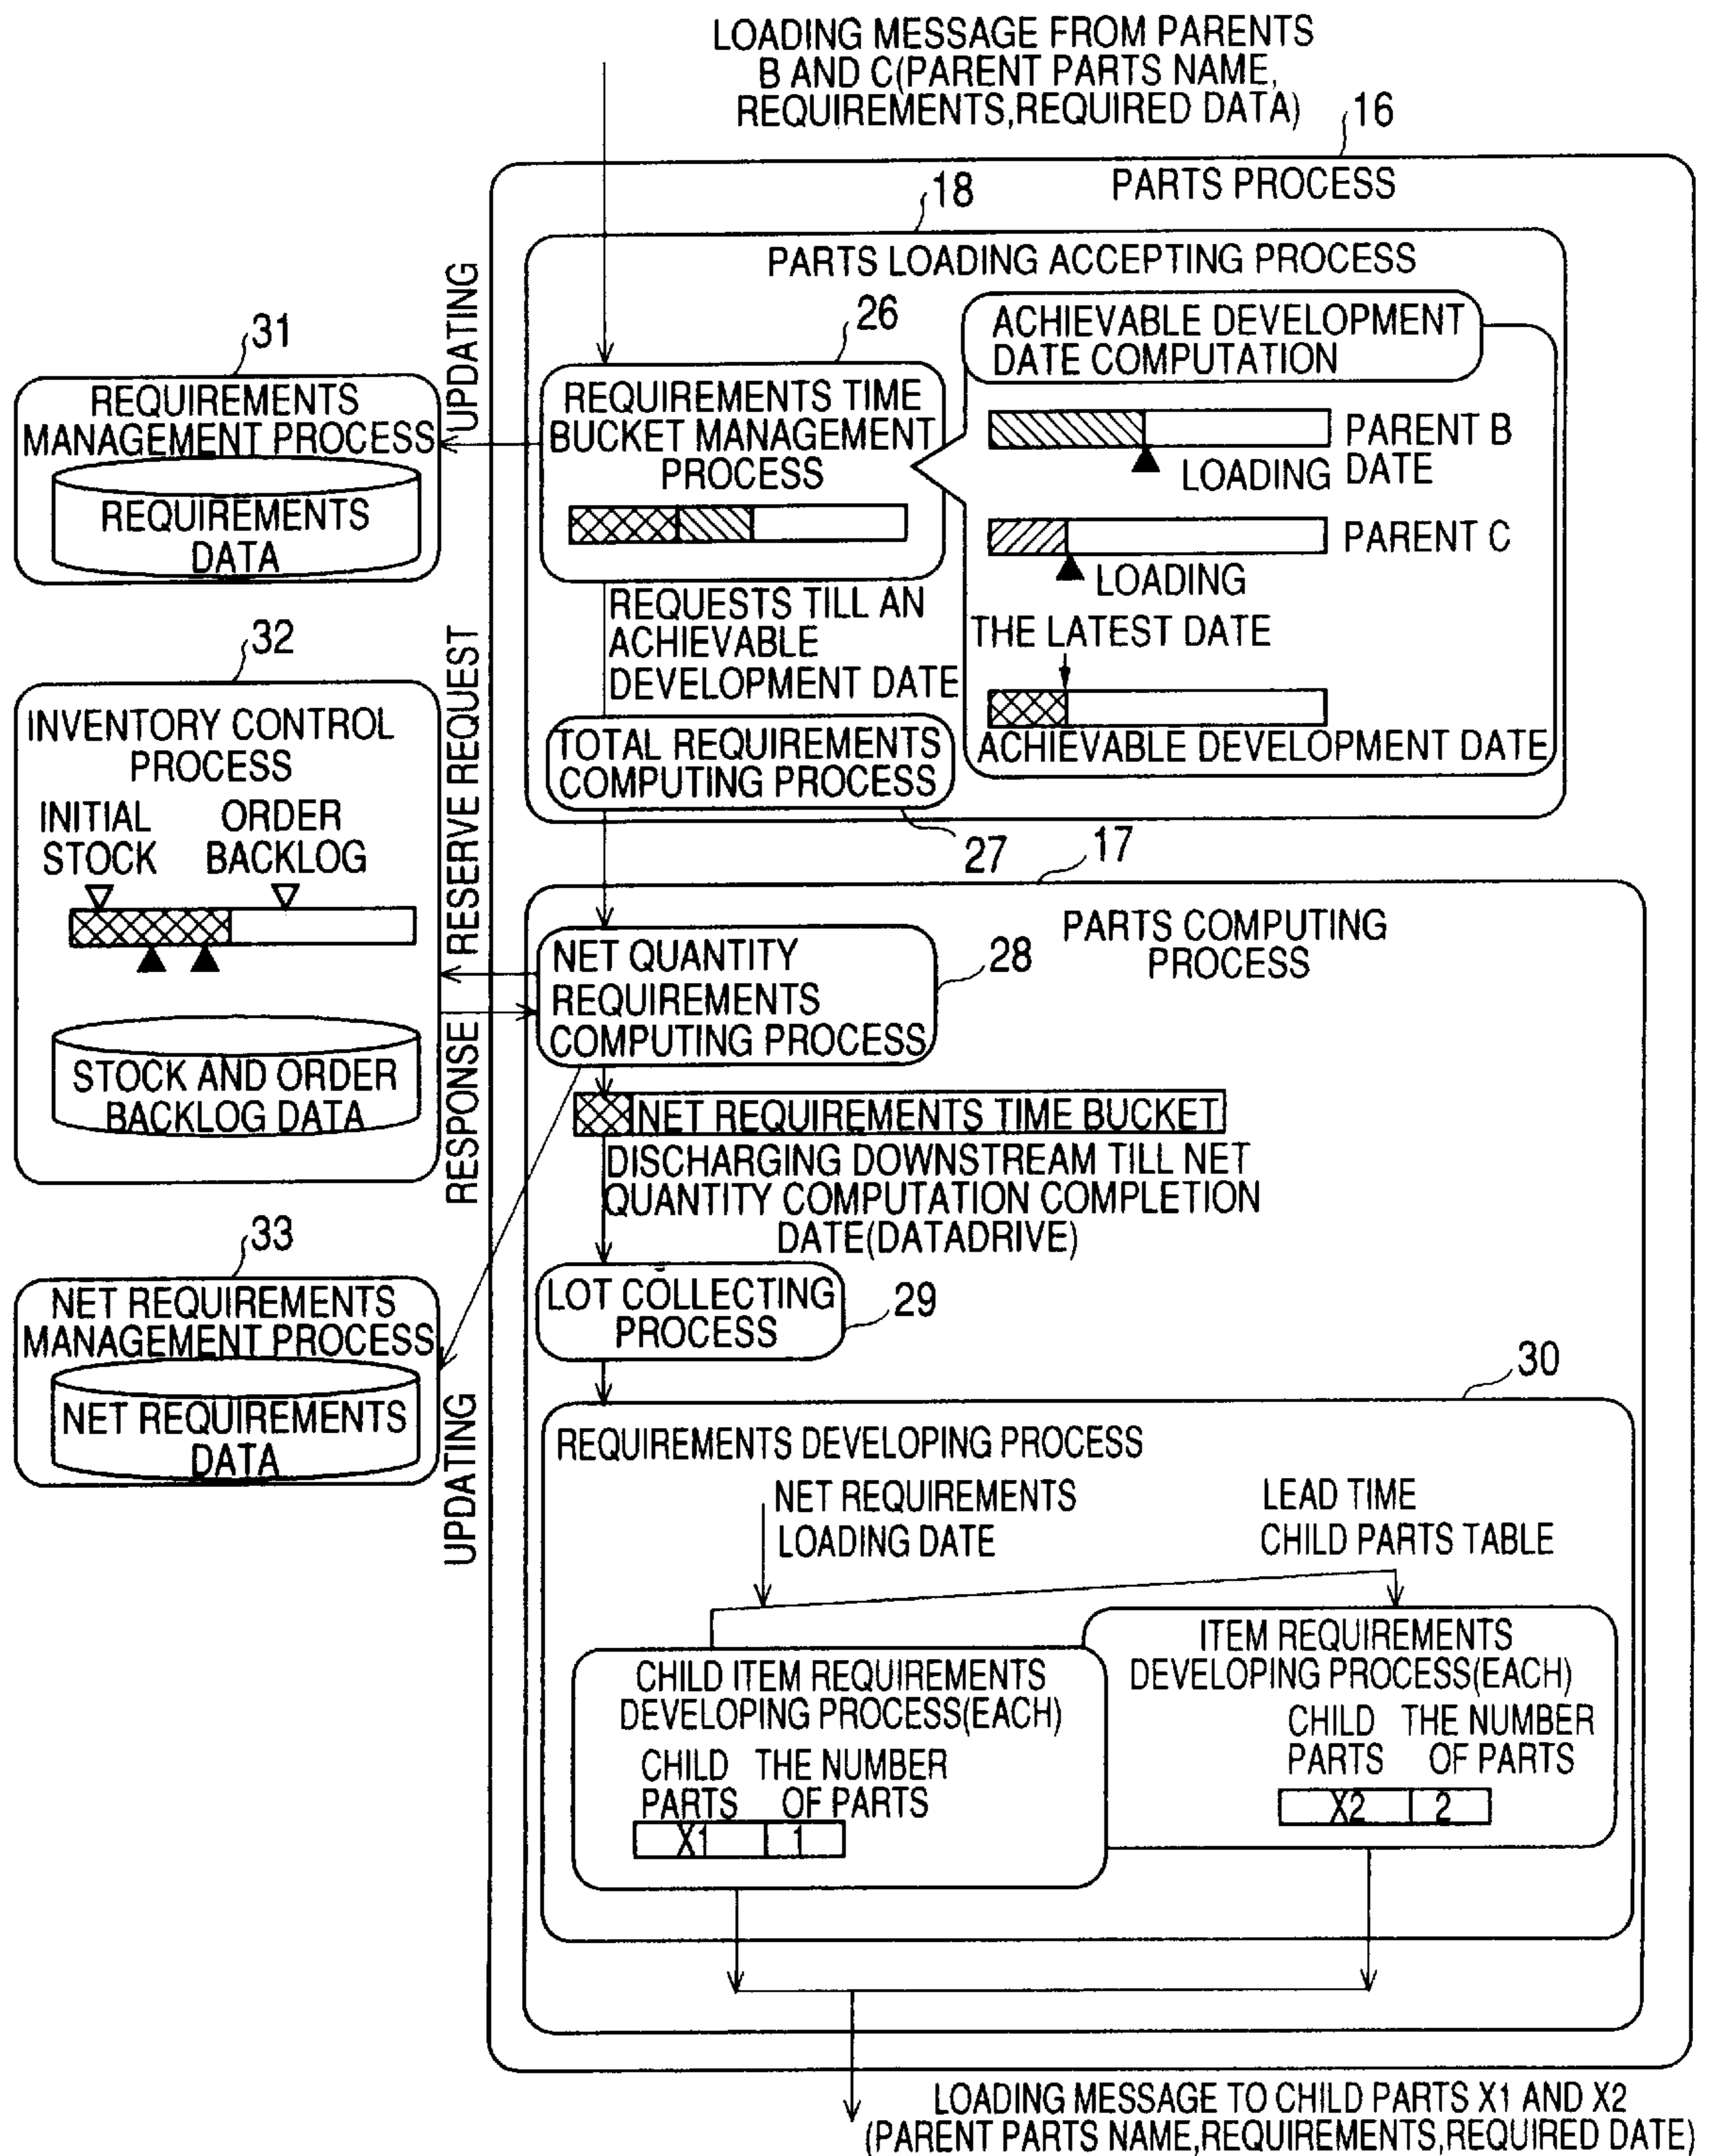 LOADING MESSAGE FROM PARENTS
B AND C(PARENT PARTS NAME,
REQUIREMENTS,REQUIRED DATA)
16
PARTS PROCESS
18
PARTS LOADING ACCEPTING PROCESS
26
REQUIREMENTS TIME
BUCKET MANAGEMENT
PROCESS
ACHIEVABLE DEVELOPMENT
DATE COMPUTATION
PARENT B
LOADING DATE
PARENT C
LOADING
THE LATEST DATE
ACHIEVABLE DEVELOPMENT DATE
REQUESTS TILL AN
ACHIEVABLE
DEVELOPMENT DATE
TOTAL REQUIREMENTS
COMPUTING PROCESS
27
UPDATING
31
REQUIREMENTS
MANAGEMENT PROCESS
REQUIREMENTS
DATA
32
INVENTORY CONTROL
PROCESS
INITIAL
STOCK
ORDER
BACKLOG
STOCK AND ORDER
BACKLOG DATA
RESERVE REQUEST
RESPONSE
17
PARTS COMPUTING
PROCESS
NET QUANTITY
REQUIREMENTS
COMPUTING PROCESS
28
NET REQUIREMENTS TIME BUCKET
DISCHARGING DOWNSTREAM TILL NET
QUANTITY COMPUTATION COMPLETION
DATE(DATADRIVE)
LOT COLLECTING
PROCESS
29
33
NET REQUIREMENTS
MANAGEMENT PROCESS
NET REQUIREMENTS
DATA
UPDATING
30
REQUIREMENTS DEVELOPING PROCESS
NET REQUIREMENTS
LOADING DATE
LEAD TIME
CHILD PARTS TABLE
CHILD ITEM REQUIREMENTS
DEVELOPING PROCESS(EACH)
CHILD THE NUMBER
PARTS OF PARTS
X1 1
ITEM REQUIREMENTS
DEVELOPING PROCESS(EACH)
CHILD THE NUMBER
PARTS OF PARTS
X2 2
LOADING MESSAGE TO CHILD PARTS X1 AND X2
(PARENT PARTS NAME,REQUIREMENTS,REQUIRED DATE)